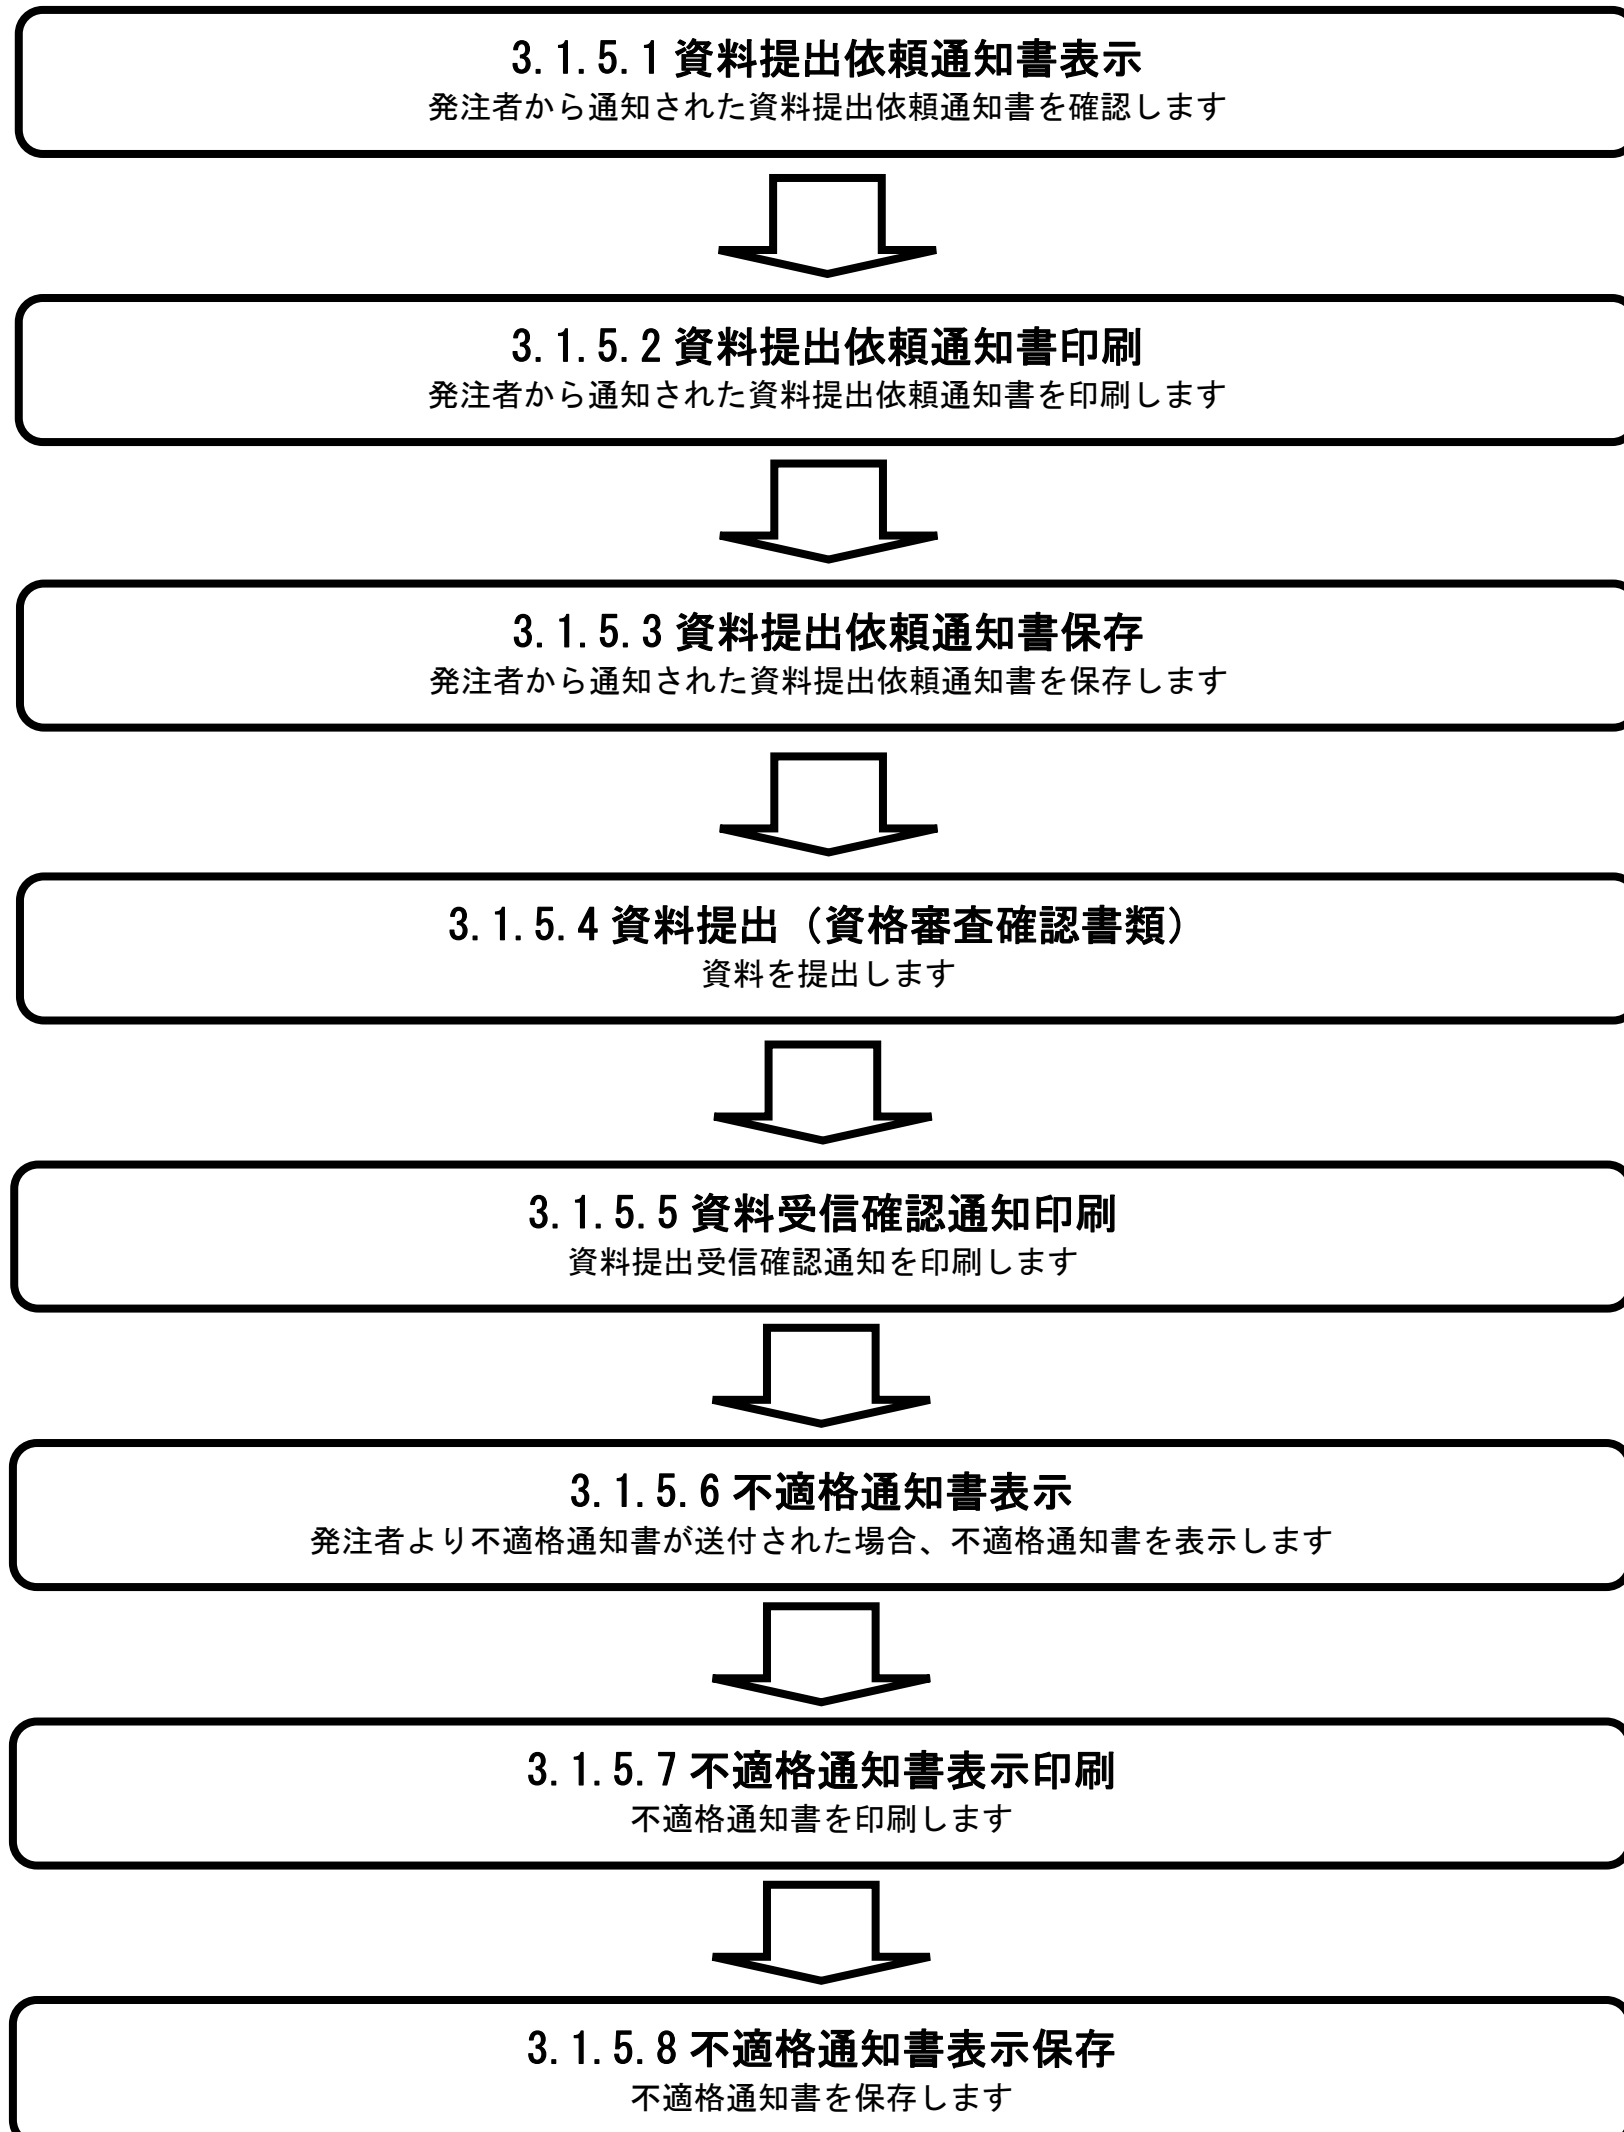 3.1.5.1 資料提出依頼通知書表示
発注者から通知された資料提出依頼通知書を確認します
3.1.5.2 資料提出依頼通知書印刷
発注者から通知された資料提出依頼通知書を印刷します
3.1.5.3 資料提出依頼通知書保存
発注者から通知された資料提出依頼通知書を保存します
3.1.5.4 資料提出（資格審査確認書類）
資料を提出します
3.1.5.5 資料受信確認通知印刷
資料提出受信確認通知を印刷します
3.1.5.6 不適格通知書表示
発注者より不適格通知書が送付された場合、不適格通知書を表示します
3.1.5.7 不適格通知書表示印刷
不適格通知書を印刷します
3.1.5.8 不適格通知書表示保存
不適格通知書を保存します